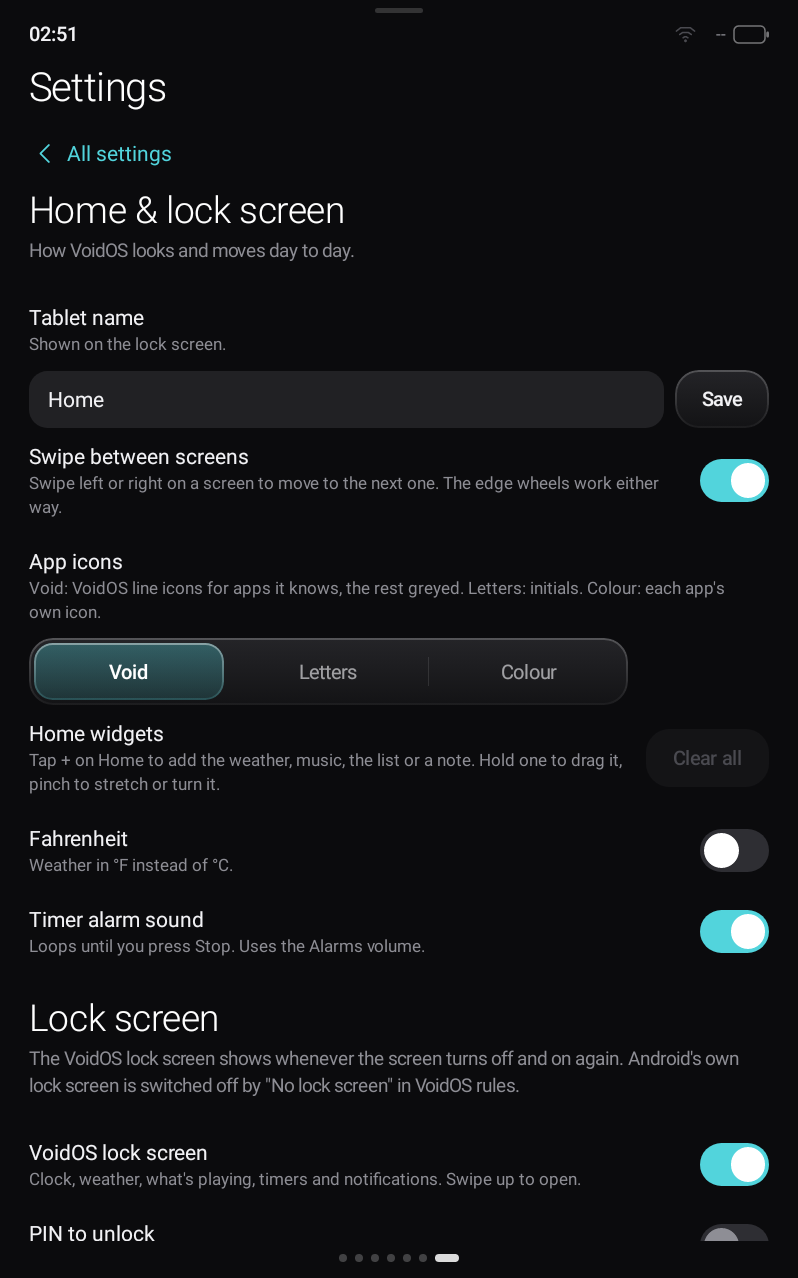 02:51
--
Settings
All settings
Home & lock screen
How VoidOS looks and moves day to day.
Tablet name
Shown on the lock screen.
Home
Save
Swipe between screens
Swipe left or right on a screen to move to the next one. The edge wheels work either
way.
App icons
Void: VoidOS line icons for apps it knows, the rest greyed. Letters: initials. Colour: each app's
own icon.
Void
Letters
Colour
Home widgets
Tap + on Home to add the weather, music, the list or a note. Hold one to drag it,
pinch to stretch or turn it.
Clear all
Fahrenheit
Weather in °F instead of °C.
Timer alarm sound
Loops until you press Stop. Uses the Alarms volume.
Lock screen
The VoidOS lock screen shows whenever the screen turns off and on again. Android's own
lock screen is switched off by "No lock screen" in VoidOS rules.
VoidOS lock screen
Clock, weather, what's playing, timers and notifications. Swipe up to open.
PIN to unlock